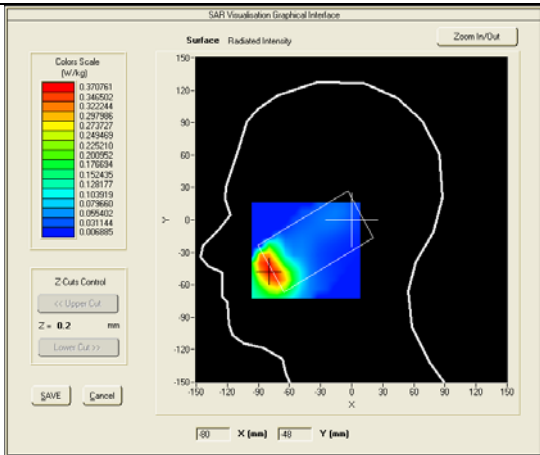 SAR Visualisation Graphical Interface
Surface Radiated Intensity
Zoom In/Out
Colors Scale
(W/kg)
0.370761
0.346502
0.322244
0.297986
0.273727
0.249469
0.225210
0.200952
0.176694
0.152435
0.128177
0.103919
0.079660
0.055402
0.031144
0.006885
Z-Cuts Control
<< Upper Cut
Z = 0.2 mm
Lower Cut >>
SAVE Cancel
150
120
90
60
30
0
-30
-60
-90
-120
-150
Y
-150 -120 -90 -60 -30 0 30 60 90 120 150
X
-80 X (mm) -48 Y (mm)